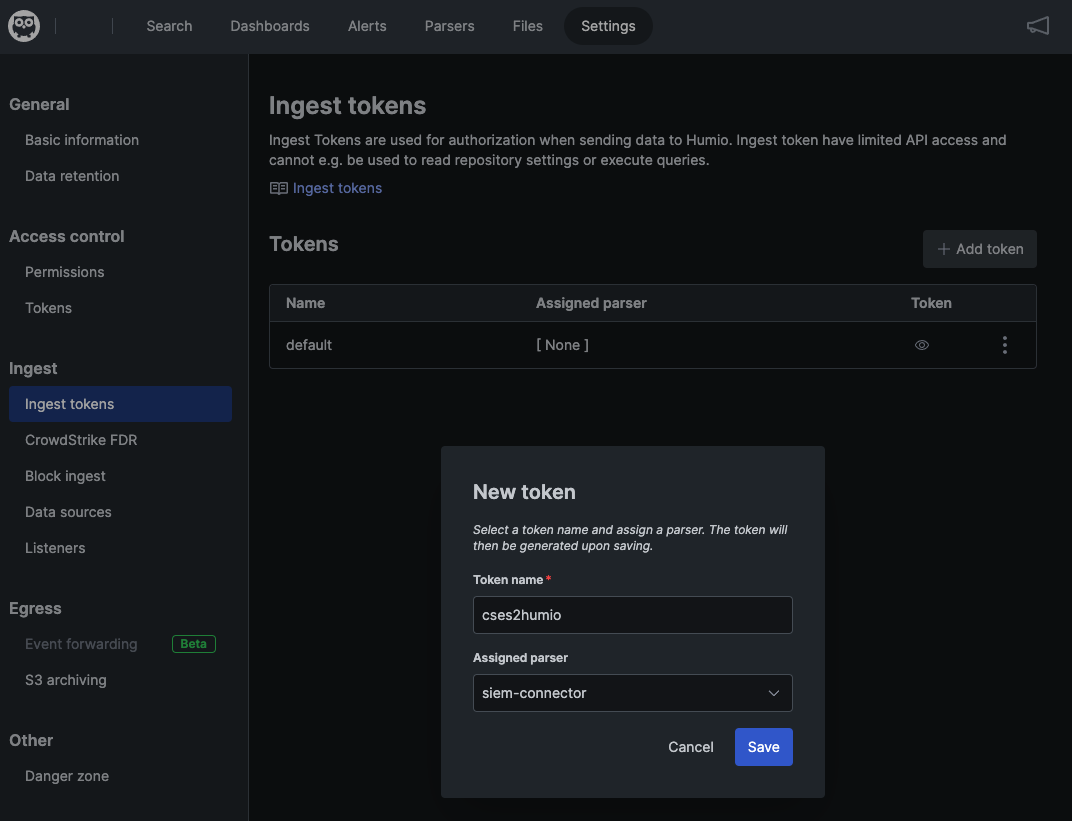 Search Dashboards Alerts Parsers Files Settings
General
Basic information
Data retention
Access control
Permissions
Tokens
Ingest
Ingest tokens
CrowdStrike FDR
Block ingest
Data sources
Listeners
Egress
Event forwarding Beta
S3 archiving
Other
Danger zone
Ingest tokens
Ingest Tokens are used for authorization when sending data to Humio. Ingest token have limited API access and
cannot e.g. be used to read repository settings or execute queries.
Ingest tokens
Tokens
+ Add token
Name Assigned parser Token
default [ None ]
New token
Select a token name and assign a parser. The token will
then be generated upon saving.
Token name*
cses2humio
Assigned parser
siem-connector
Cancel Save